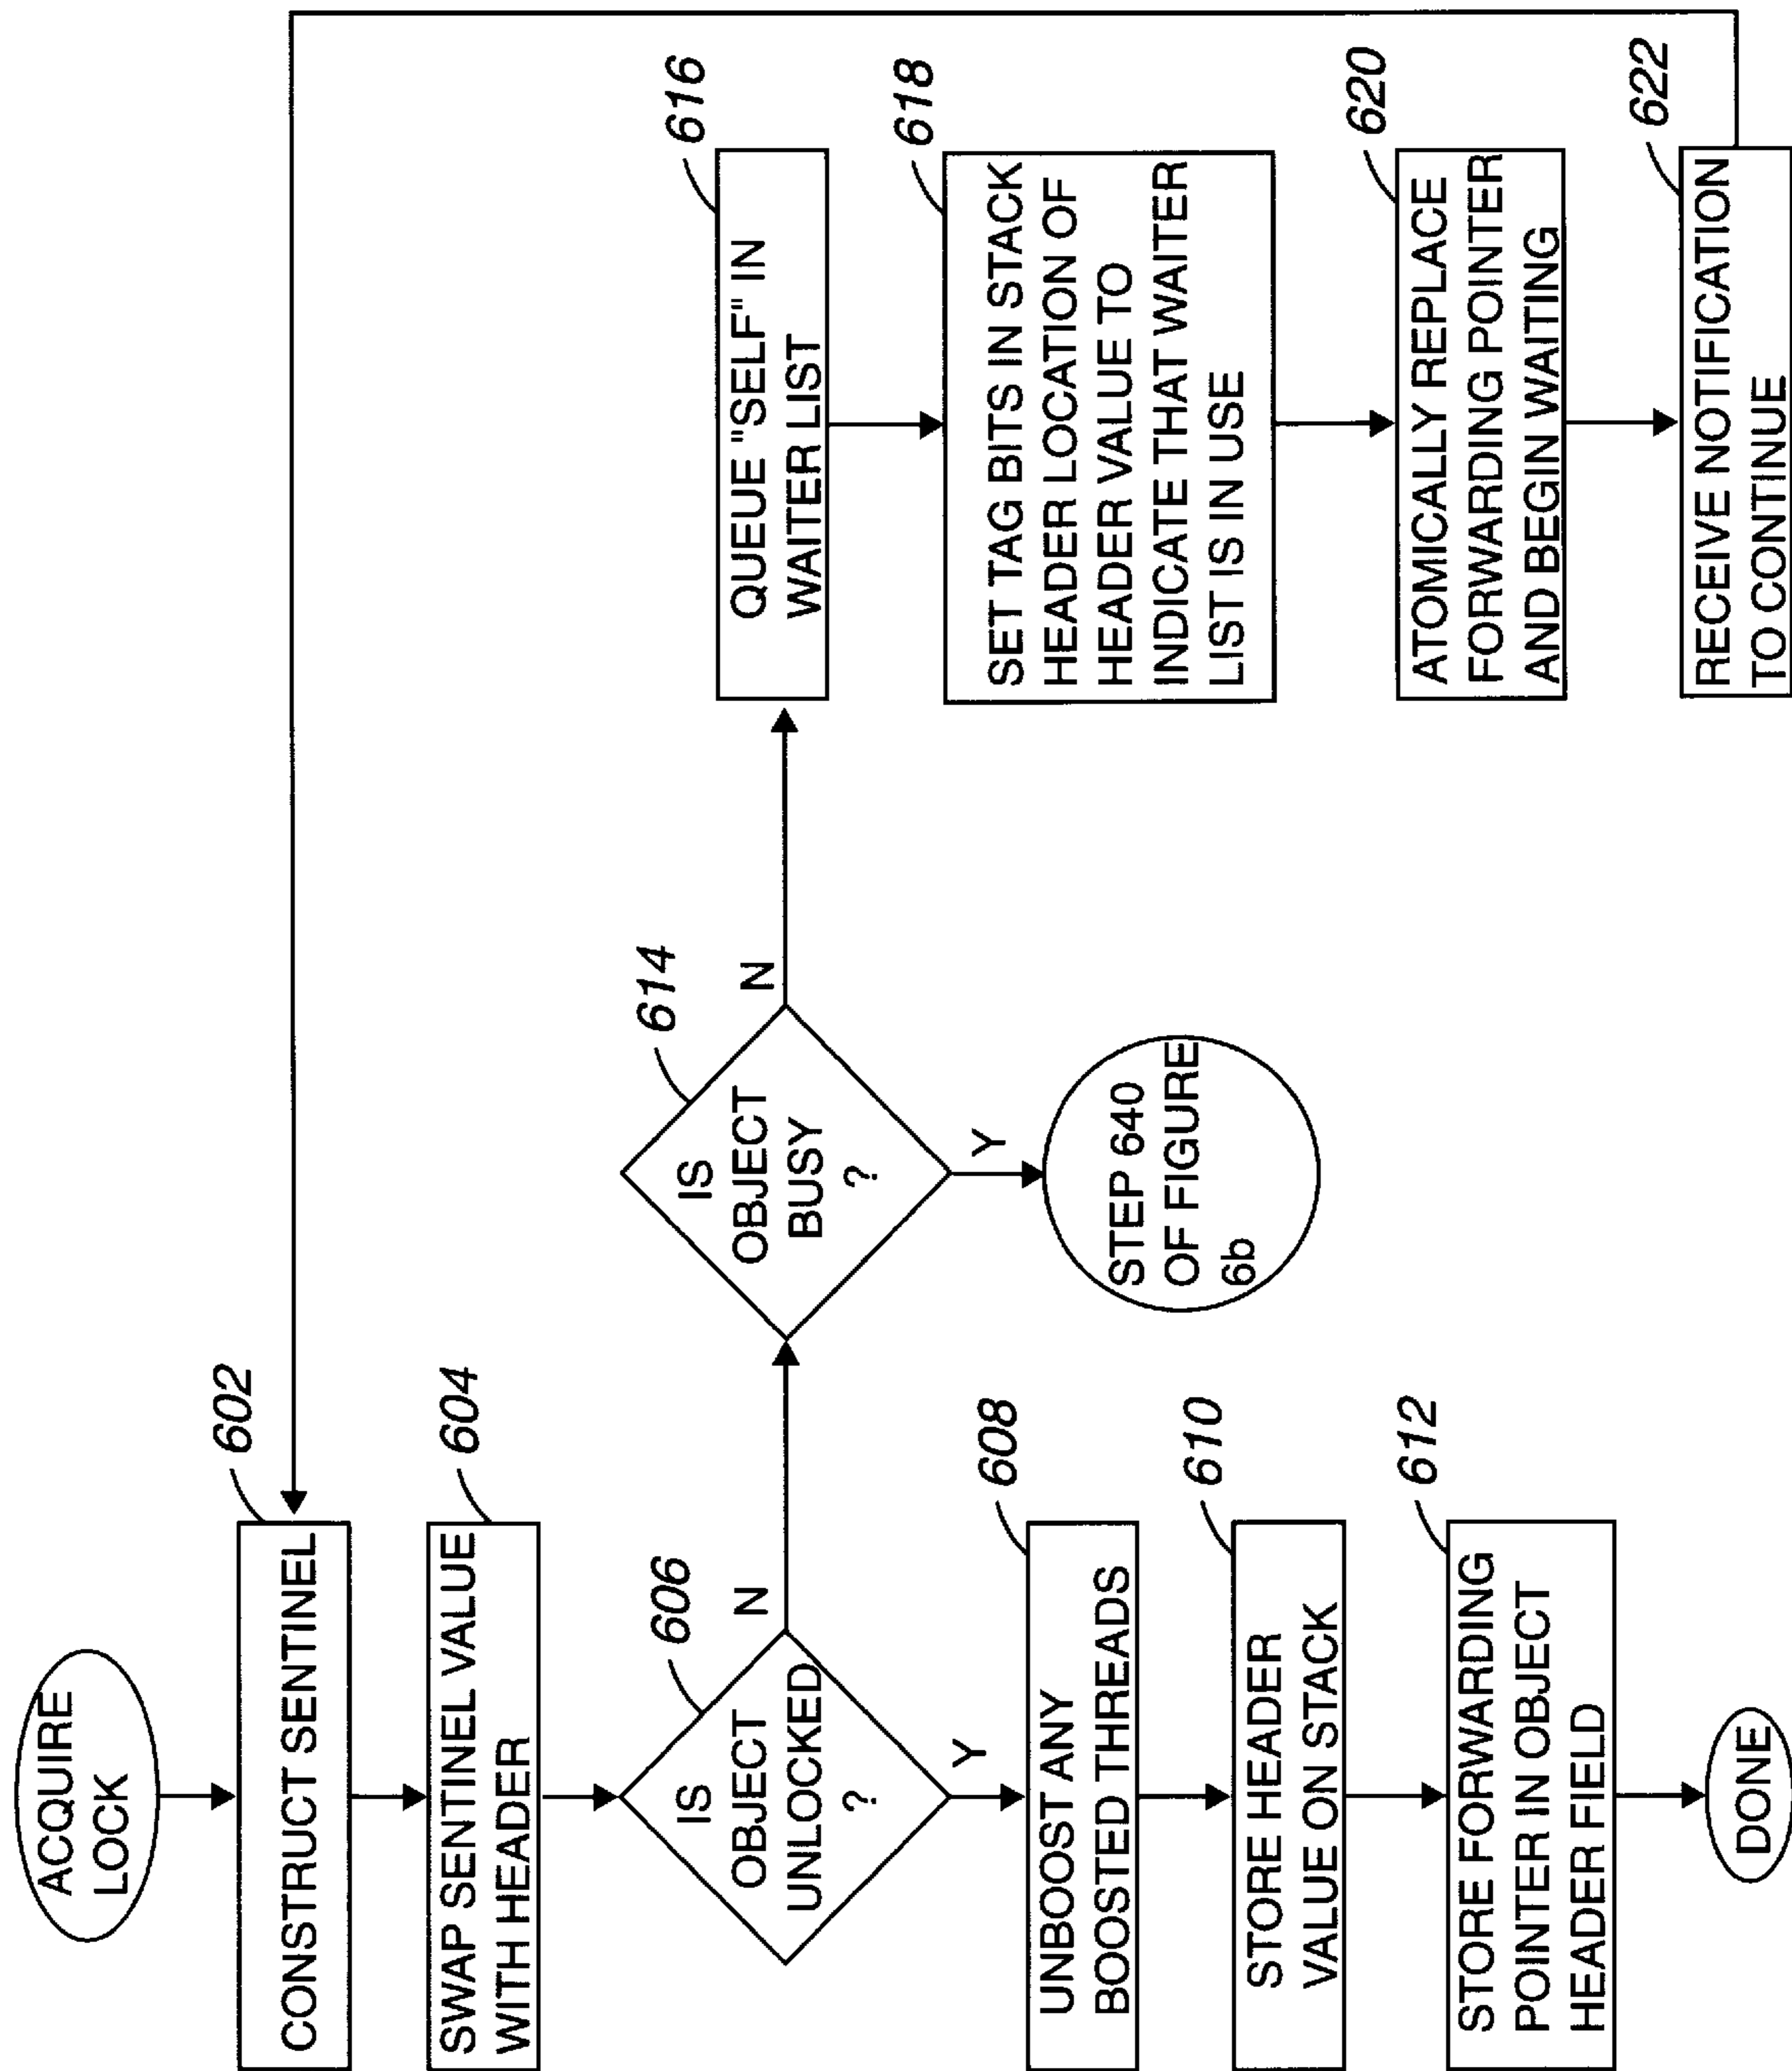 ACQUIRE
LOCK
602
CONSTRUCT SENTINEL
604
SWAP SENTINEL VALUE
WITH HEADER
606
IS
OBJECT
UNLOCKED
?
N
Y
608
UNBOOST ANY
BOOSTED THREADS
610
STORE HEADER
VALUE ON STACK
612
STORE FORWARDING
POINTER IN OBJECT
HEADER FIELD
DONE
614
IS
OBJECT
BUSY
?
N
Y
STEP 640
OF FIGURE
6b
616
QUEUE "SELF" IN
WAITER LIST
618
SET TAG BITS IN STACK
HEADER LOCATION OF
HEADER VALUE TO
INDICATE THAT WAITER
LIST IS IN USE
620
ATOMICALLY REPLACE
FORWARDING POINTER
AND BEGIN WAITING
622
RECEIVE NOTIFICATION
TO CONTINUE